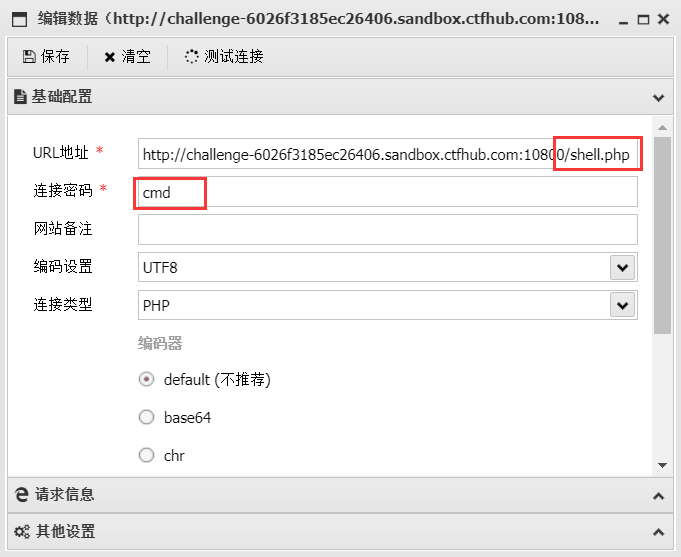 编辑数据（http://challenge-6026f3185ec26406.sandbox.ctfhub.com:108...
保存 清空 测试连接
基础配置
URL地址 * http://challenge-6026f3185ec26406.sandbox.ctfhub.com:10800/shell.php
连接密码 * cmd
网站备注
编码设置 UTF8
连接类型 PHP
编码器
default (不推荐)
base64
chr
请求信息
其他设置